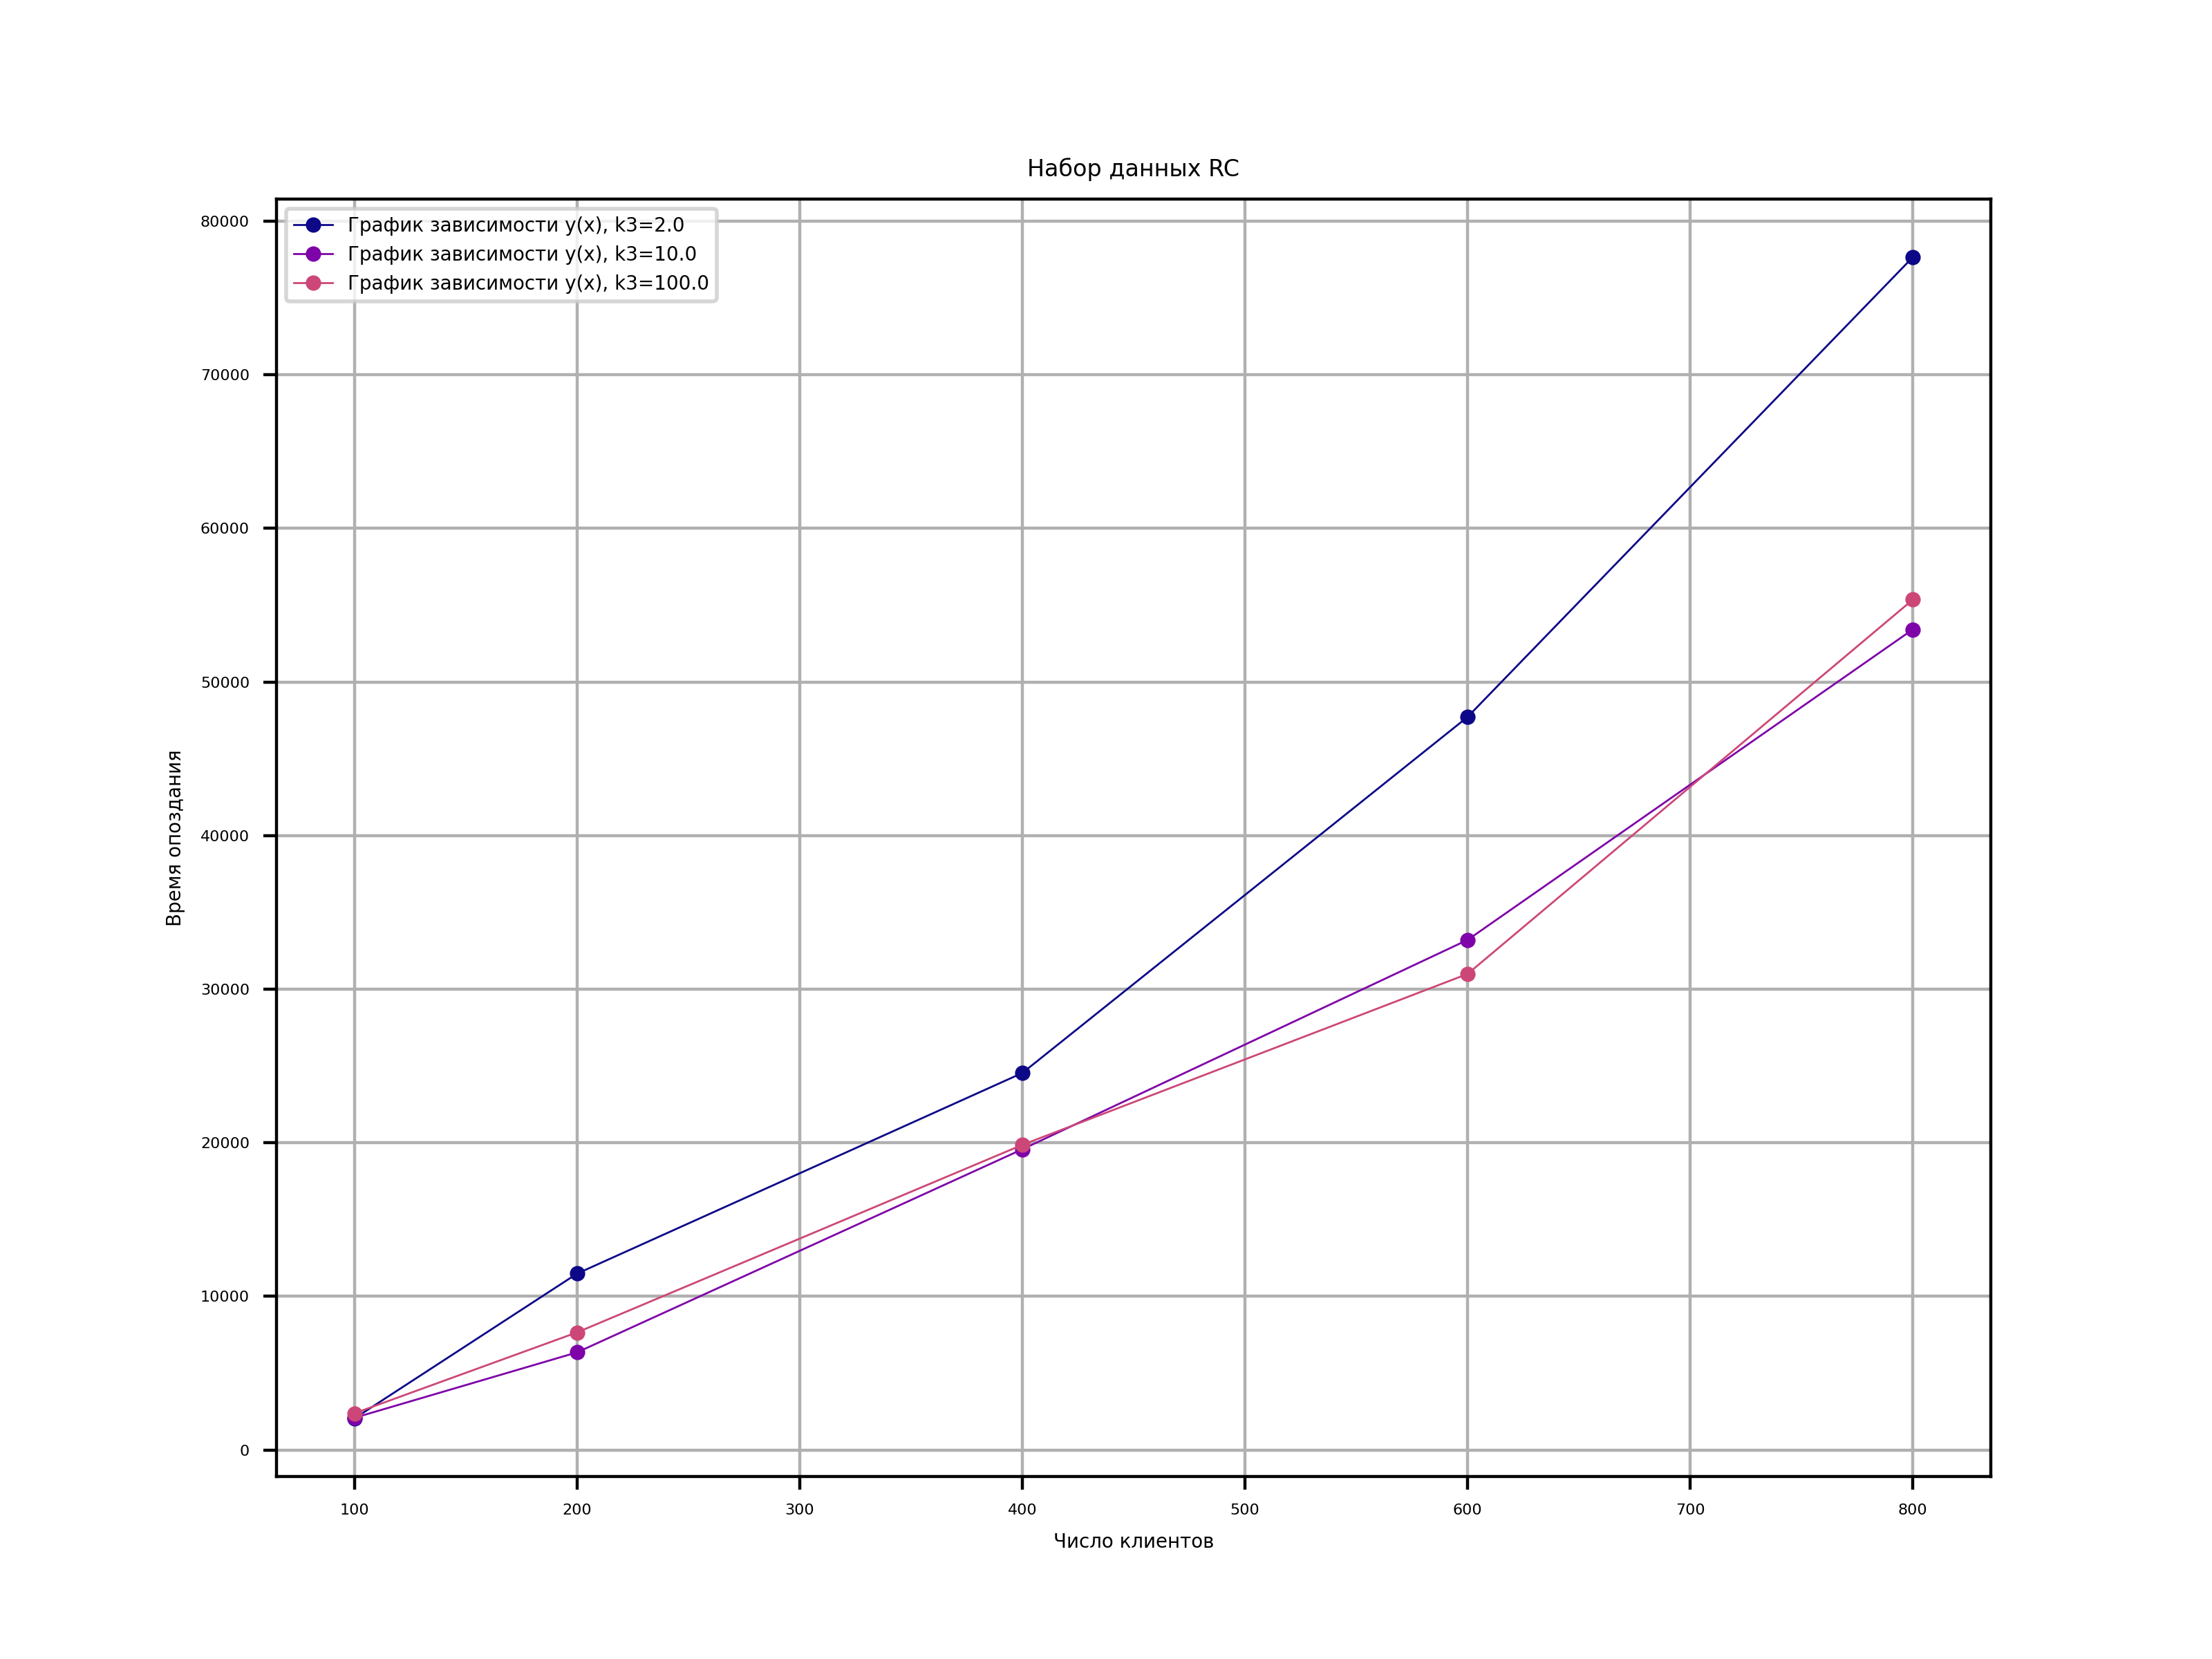 Набор данных RC
График зависимости y(x), k3=2.0
График зависимости y(x), k3=10.0
График зависимости y(x), k3=100.0
80000
70000
60000
50000
40000
30000
20000
10000
0
Время опоздания
100 200 300 400 500 600 700 800
Число клиентов